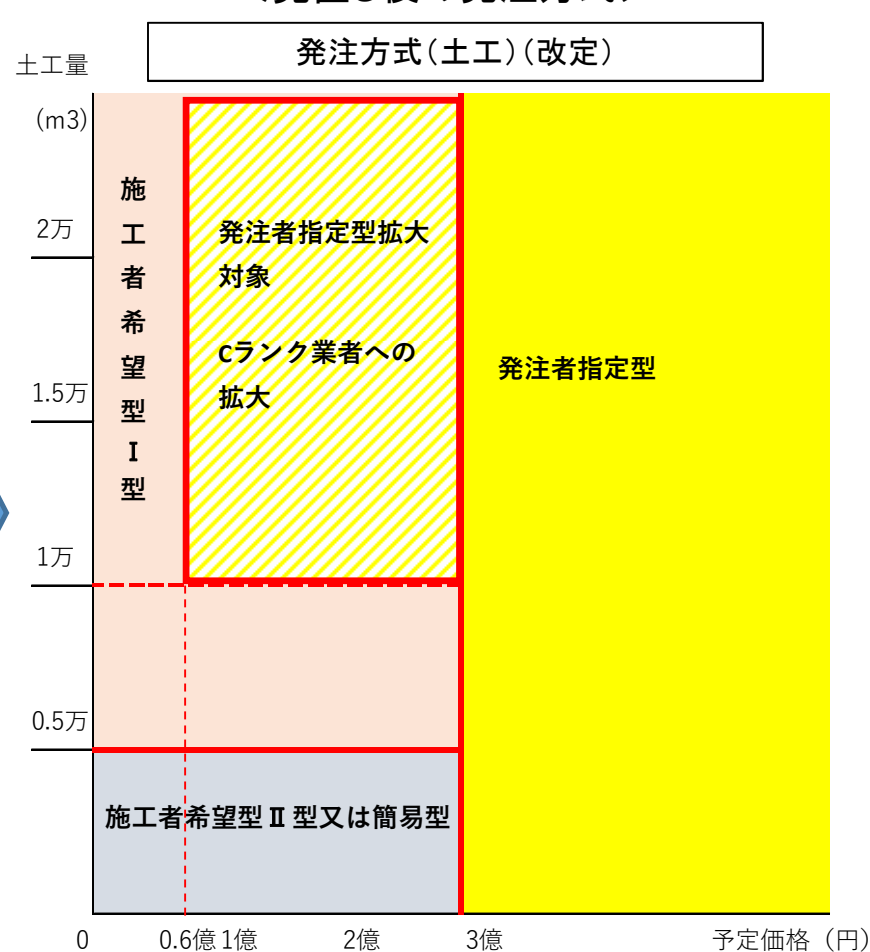 発注方式（土工）（改定）
土工量
（m3）
2万
1.5万
1万
0.5万
施工者希望型Ⅰ型
発注者指定型拡大
対象
Cランク業者への
拡大
発注者指定型
施工者希望型Ⅱ型又は簡易型
0
0.6億
1億
2億
3億
予定価格（円）